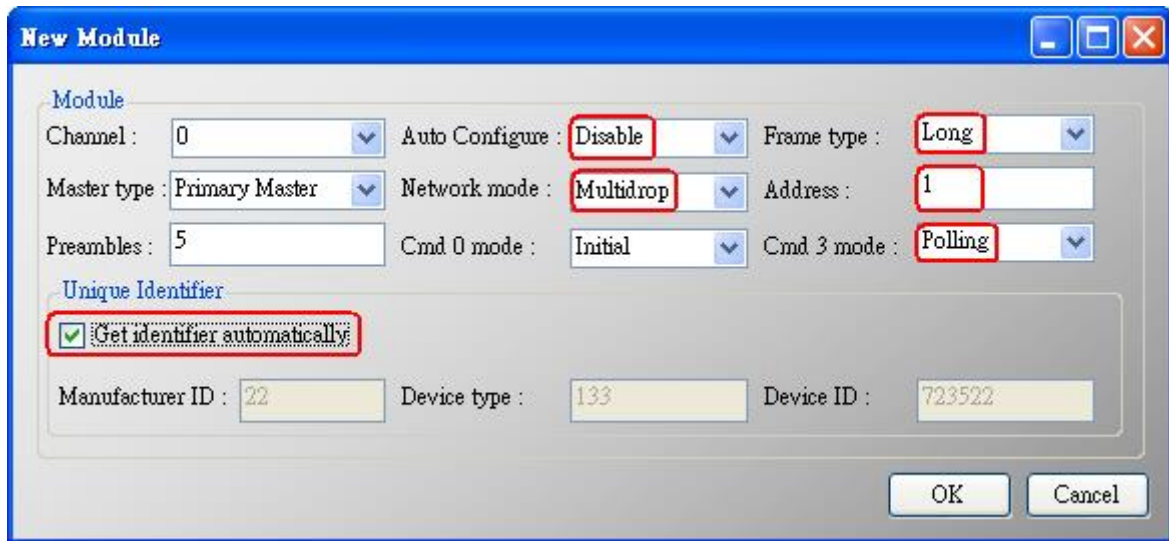 New Module
Module
Channel : 0 Auto Configure : Disable Frame type : Long
Master type : Primary Master Network mode : Multidrop Address : 1
Preambles : 5 Cmd 0 mode : Initial Cmd 3 mode : Polling
Unique Identifier
Get identifier automatically
Manufacturer ID : 22 Device type : 133 Device ID : 723522
OK Cancel